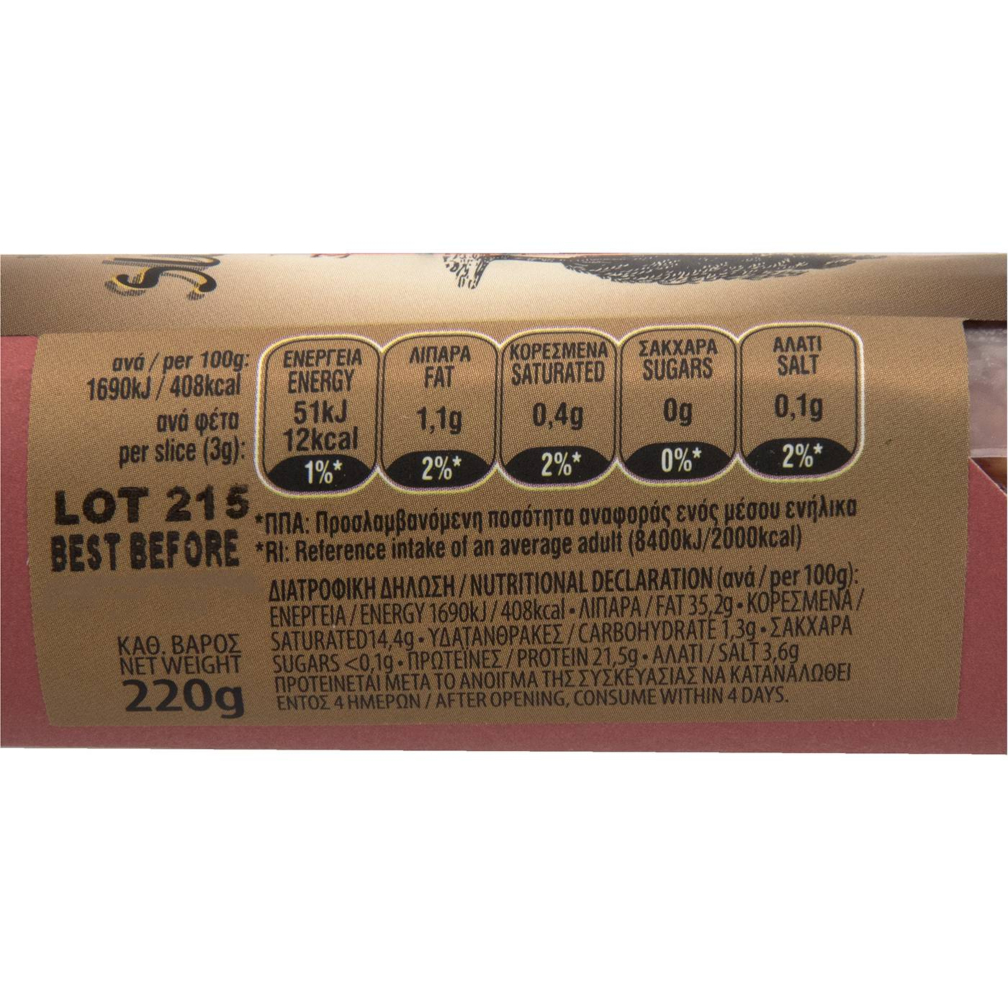 ανά / per 100g:
1690kJ / 408kcal
ανά φέτα
per slice (3g):
ΕΝΕΡΓΕΙΑ
ENERGY
51kJ
12kcal
1%*
ΛΙΠΑΡΑ
FAT
1,1g
2%*
ΚΟΡΕΣΜΕΝΑ
SATURATED
0,4g
2%*
ΣΑΚΧΑΡΑ
SUGARS
0g
0%*
ΑΛΑΤΙ
SALT
0,1g
2%*
LOT 215
BEST BEFORE
*ΠΠΑ: Προσλαμβανόμενη ποσότητα αναφοράς ενός μέσου ενήλικα
*RI: Reference intake of an average adult (8400kJ/2000kcal)
ΔΙΑΤΡΟΦΙΚΗ ΔΗΛΩΣΗ / NUTRITIONAL DECLARATION (ανά / per 100g):
ΕΝΕΡΓΕΙΑ / ENERGY 1690kJ / 408kcal • ΛΙΠΑΡΑ / FAT 35,2g • ΚΟΡΕΣΜΕΝΑ /
SATURATED14,4g • ΥΔΑΤΑΝΘΡΑΚΕΣ / CARBOHYDRATE 1,3g • ΣΑΚΧΑΡΑ
SUGARS <0,1g • ΠΡΩΤΕΪΝΕΣ / PROTEIN 21,5g • ΑΛΑΤΙ / SALT 3,6g
ΠΡΟΤΕΙΝΕΤΑΙ ΜΕΤΑ ΤΟ ΑΝΟΙΓΜΑ ΤΗΣ ΣΥΣΚΕΥΑΣΙΑΣ ΝΑ ΚΑΤΑΝΑΛΩΘΕΙ
ΕΝΤΟΣ 4 ΗΜΕΡΩΝ / AFTER OPENING, CONSUME WITHIN 4 DAYS.
ΚΑΘ. ΒΑΡΟΣ
NET WEIGHT
220g